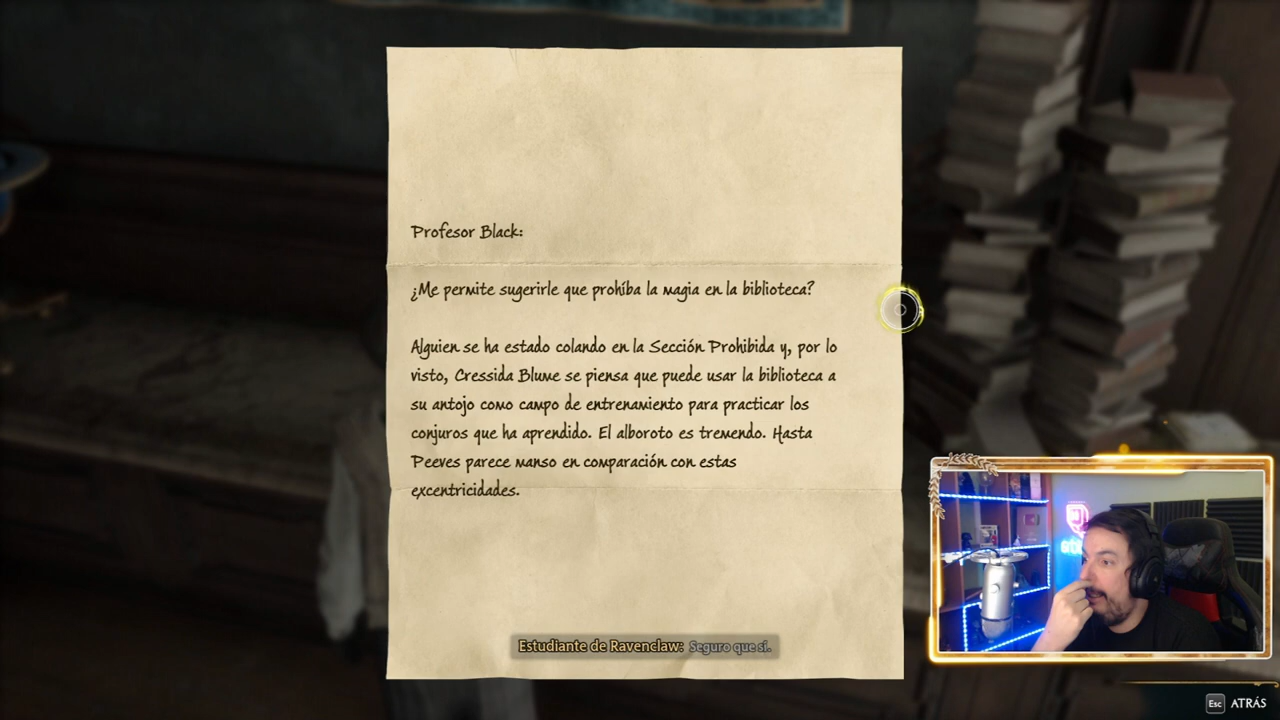 Profesor Black:
¿Me permite sugerirle que prohíba la magia en la biblioteca?
Alguien se ha estado colando en la Sección Prohibida y, por lo
visto, Cressida Blume se piensa que puede usar la biblioteca a
su antojo como campo de entrenamiento para practicar los
conjuros que ha aprendido. El alboroto es tremendo. Hasta
Peeves parece manso en comparación con estas
excentricidades.
Estudiante de Ravenclaw: Seguro que sí.
Esc ATRÁS